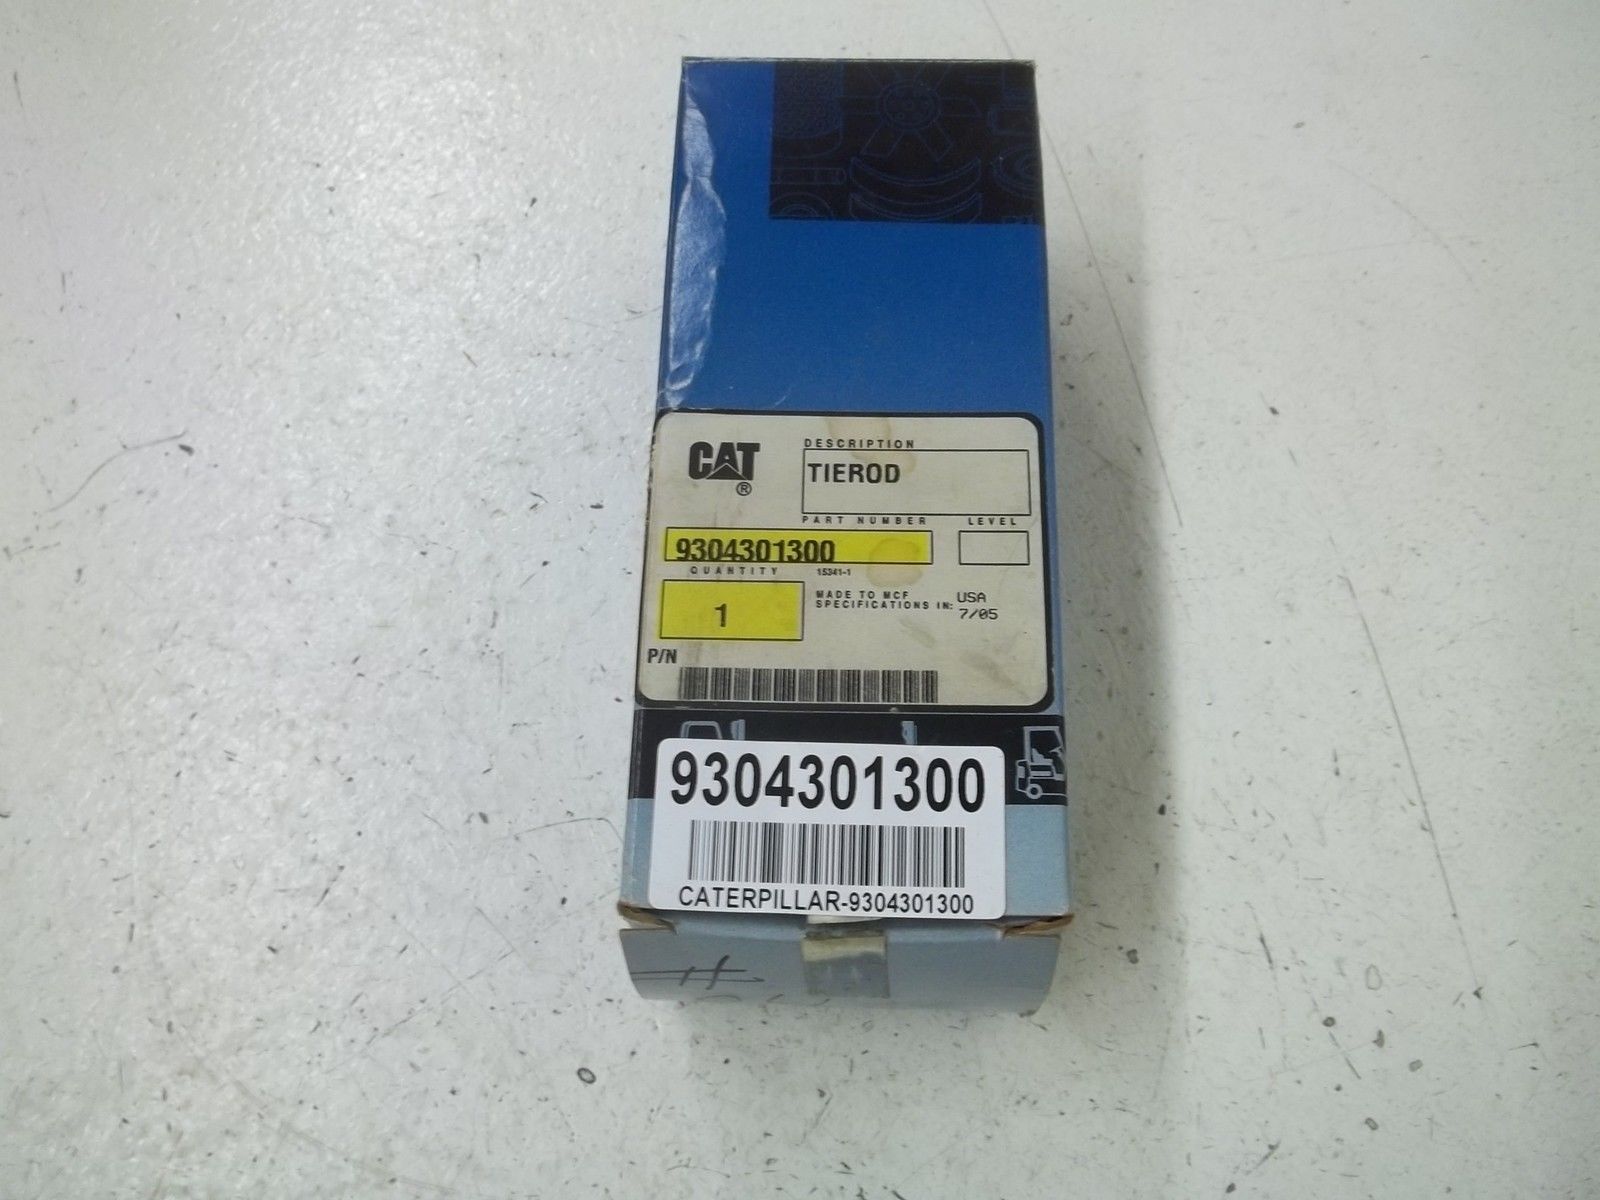 CAT
®
DESCRIPTION
TIEROD
PART NUMBER
LEVEL
9304301300
QUANTITY
15341-1
1
MADE TO MCF
SPECIFICATIONS IN:
USA
7/05
P/N
9304301300
CATERPILLAR-9304301300
#